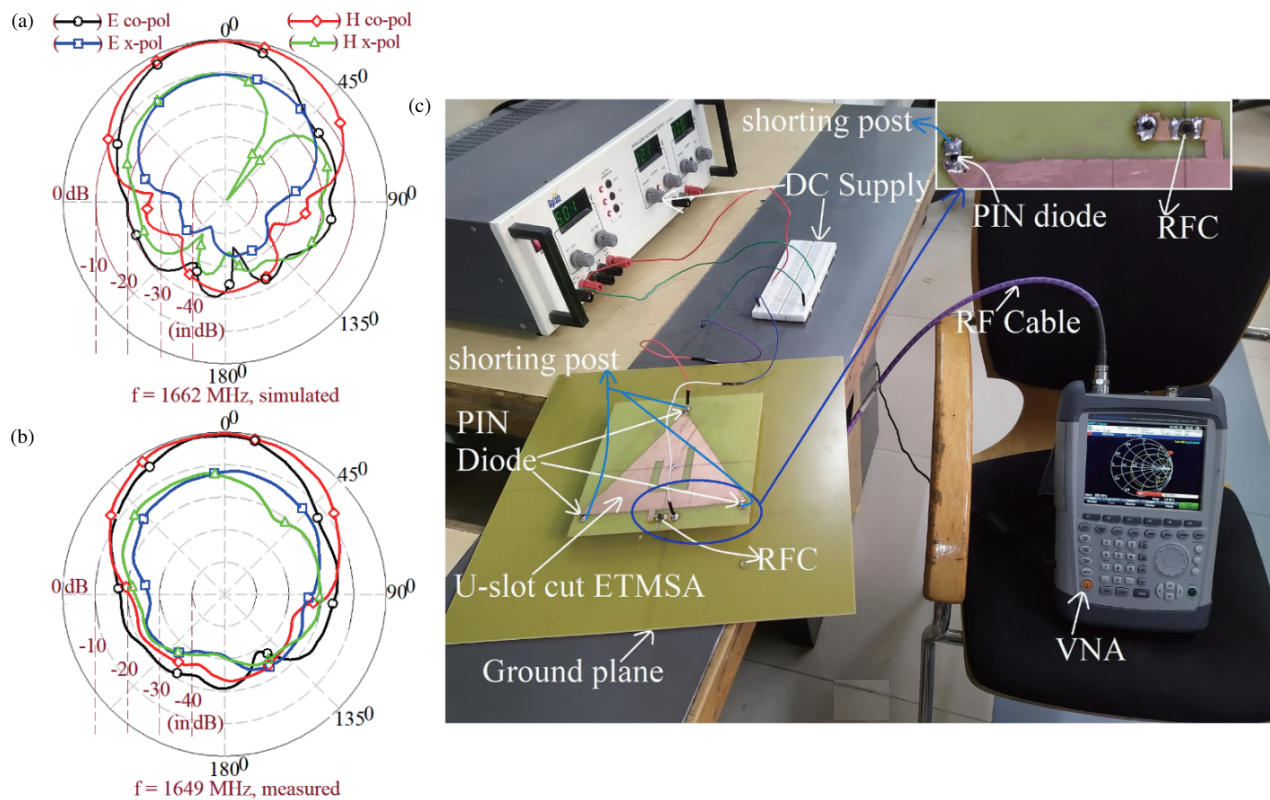 (a)
E co-pol
H co-pol
E x-pol
H x-pol
0⁰
45⁰
90⁰
135⁰
180⁰
0 dB
-10
-20
-30
-40
(in dB)
f = 1662 MHz, simulated
(b)
0⁰
45⁰
90⁰
135⁰
180⁰
0 dB
-10
-20
-30
-40
(in dB)
f = 1649 MHz, measured
(c)
shorting post
DC Supply
PIN diode
RFC
RF Cable
shorting post
PIN
Diode
RFC
U-slot cut ETMSA
Ground plane
VNA